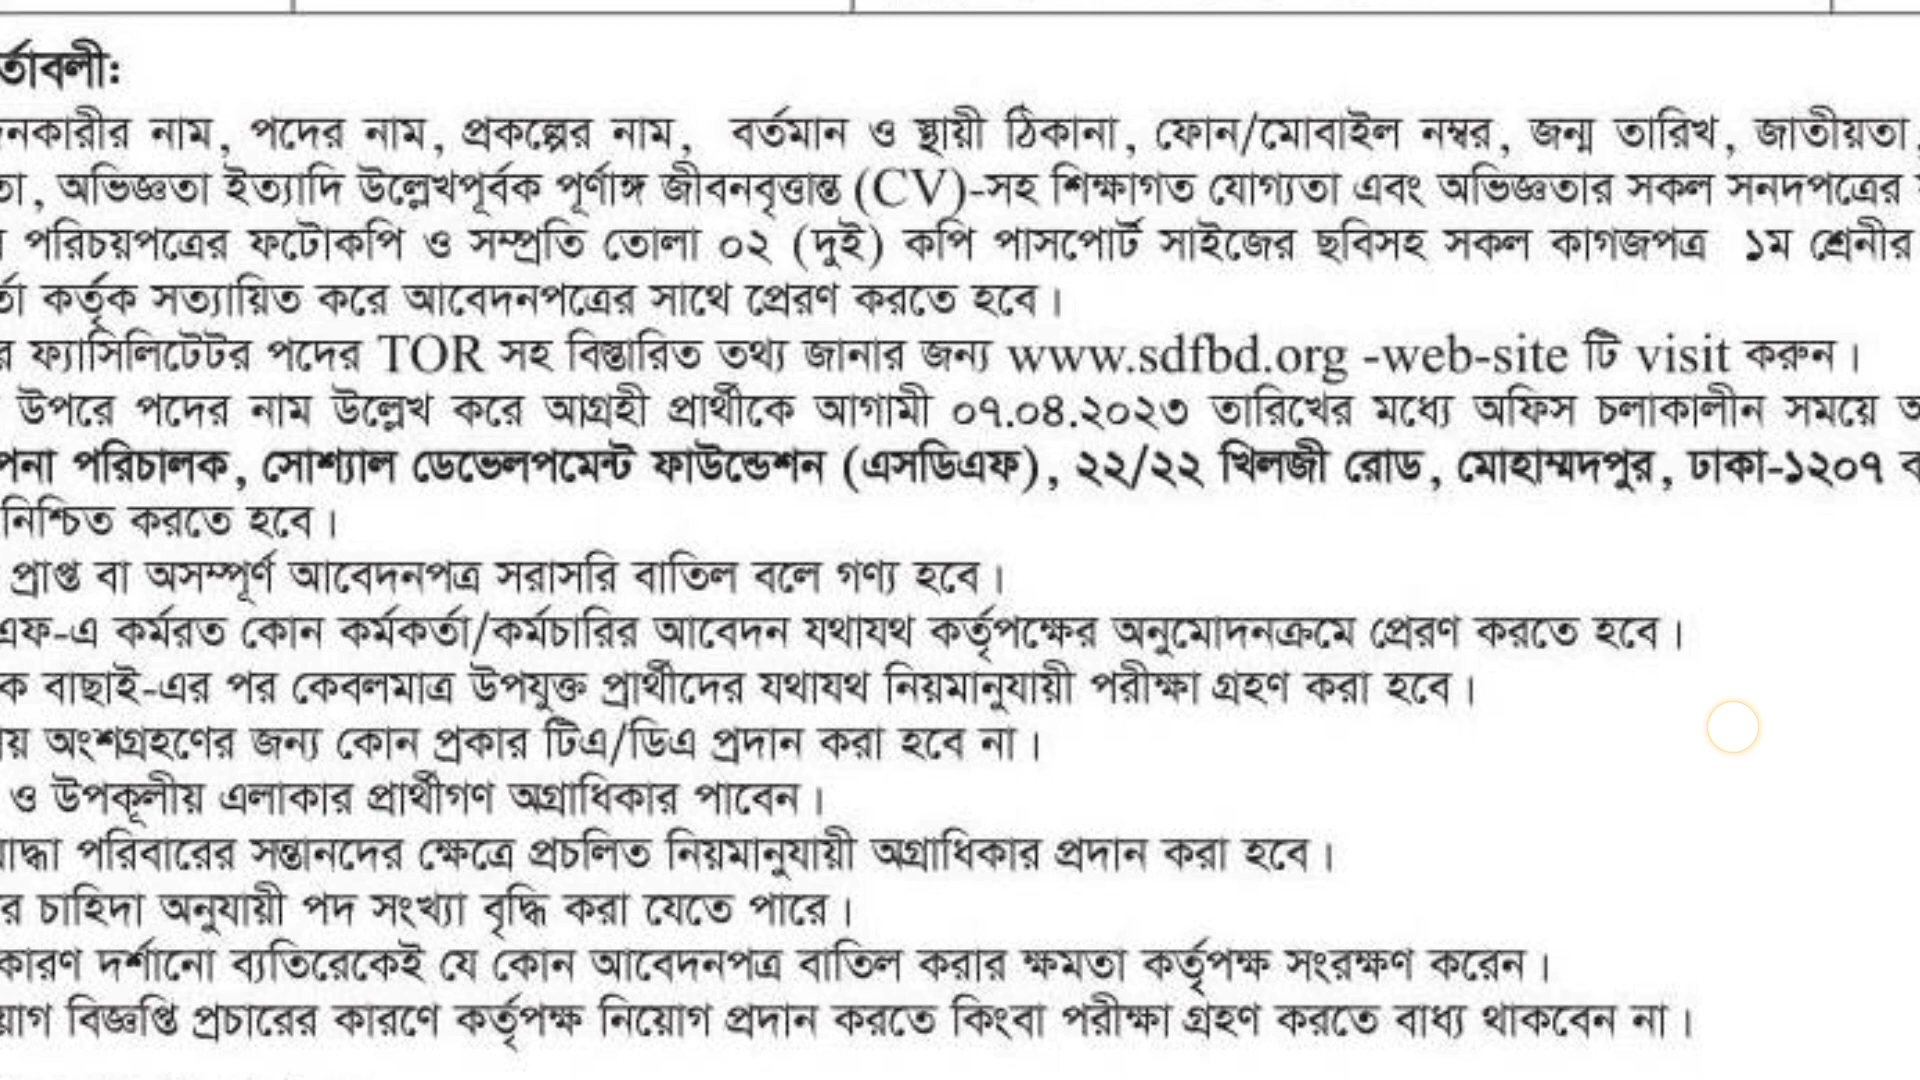 র্তাবলী:
নকারীর নাম, পদের নাম, প্রকল্পের নাম, বর্তমান ও স্থায়ী ঠিকানা, ফোন/মোবাইল নম্বর, জন্ম তারিখ, জাতীয়তা,
তা, অভিজ্ঞতা ইত্যাদি উল্লেখপূর্বক পূর্ণাঙ্গ জীবনবৃত্তান্ত (CV)-সহ শিক্ষাগত যোগ্যতা এবং অভিজ্ঞতার সকল সনদপত্রের
পরিচয়পত্রের ফটোকপি ও সম্প্রতি তোলা ০২ (দুই) কপি পাসপোর্ট সাইজের ছবিসহ সকল কাগজপত্র ১ম শ্রেনীর
র্তা কর্তৃক সত্যায়িত করে আবেদনপত্রের সাথে প্রেরণ করতে হবে।
র ফ্যাসিলিটেটর পদের TOR সহ বিস্তারিত তথ্য জানার জন্য www.sdfbd.org -web-site টি visit করুন।
উপরে পদের নাম উল্লেখ করে আগ্রহী প্রার্থীকে আগামী ০৭.০৪.২০২৩ তারিখের মধ্যে অফিস চলাকালীন সময়ে
পনা পরিচালক, সোশ্যাল ডেভেলপমেন্ট ফাউন্ডেশন (এসডিএফ), ২২/২২ খিলজী রোড, মোহাম্মদপুর, ঢাকা-১২০৭
নিশ্চিত করতে হবে।
প্রাপ্ত বা অসম্পূর্ণ আবেদনপত্র সরাসরি বাতিল বলে গণ্য হবে।
এফ-এ কর্মরত কোন কর্মকর্তা/কর্মচারির আবেদন যথাযথ কর্তৃপক্ষের অনুমোদনক্রমে প্রেরণ করতে হবে।
ক বাছাই-এর পর কেবলমাত্র উপযুক্ত প্রার্থীদের যথাযথ নিয়মানুযায়ী পরীক্ষা গ্রহণ করা হবে।
য় অংশগ্রহণের জন্য কোন প্রকার টিএ/ডিএ প্রদান করা হবে না।
ও উপকূলীয় এলাকার প্রার্থীগণ অগ্রাধিকার পাবেন।
াদ্ধা পরিবারের সন্তানদের ক্ষেত্রে প্রচলিত নিয়মানুযায়ী অগ্রাধিকার প্রদান করা হবে।
র চাহিদা অনুযায়ী পদ সংখ্যা বৃদ্ধি করা যেতে পারে।
কারণ দর্শানো ব্যতিরেকেই যে কোন আবেদনপত্র বাতিল করার ক্ষমতা কর্তৃপক্ষ সংরক্ষণ করেন।
য়োগ বিজ্ঞপ্তি প্রচারের কারণে কর্তৃপক্ষ নিয়োগ প্রদান করতে কিংবা পরীক্ষা গ্রহণ করতে বাধ্য থাকবেন না।